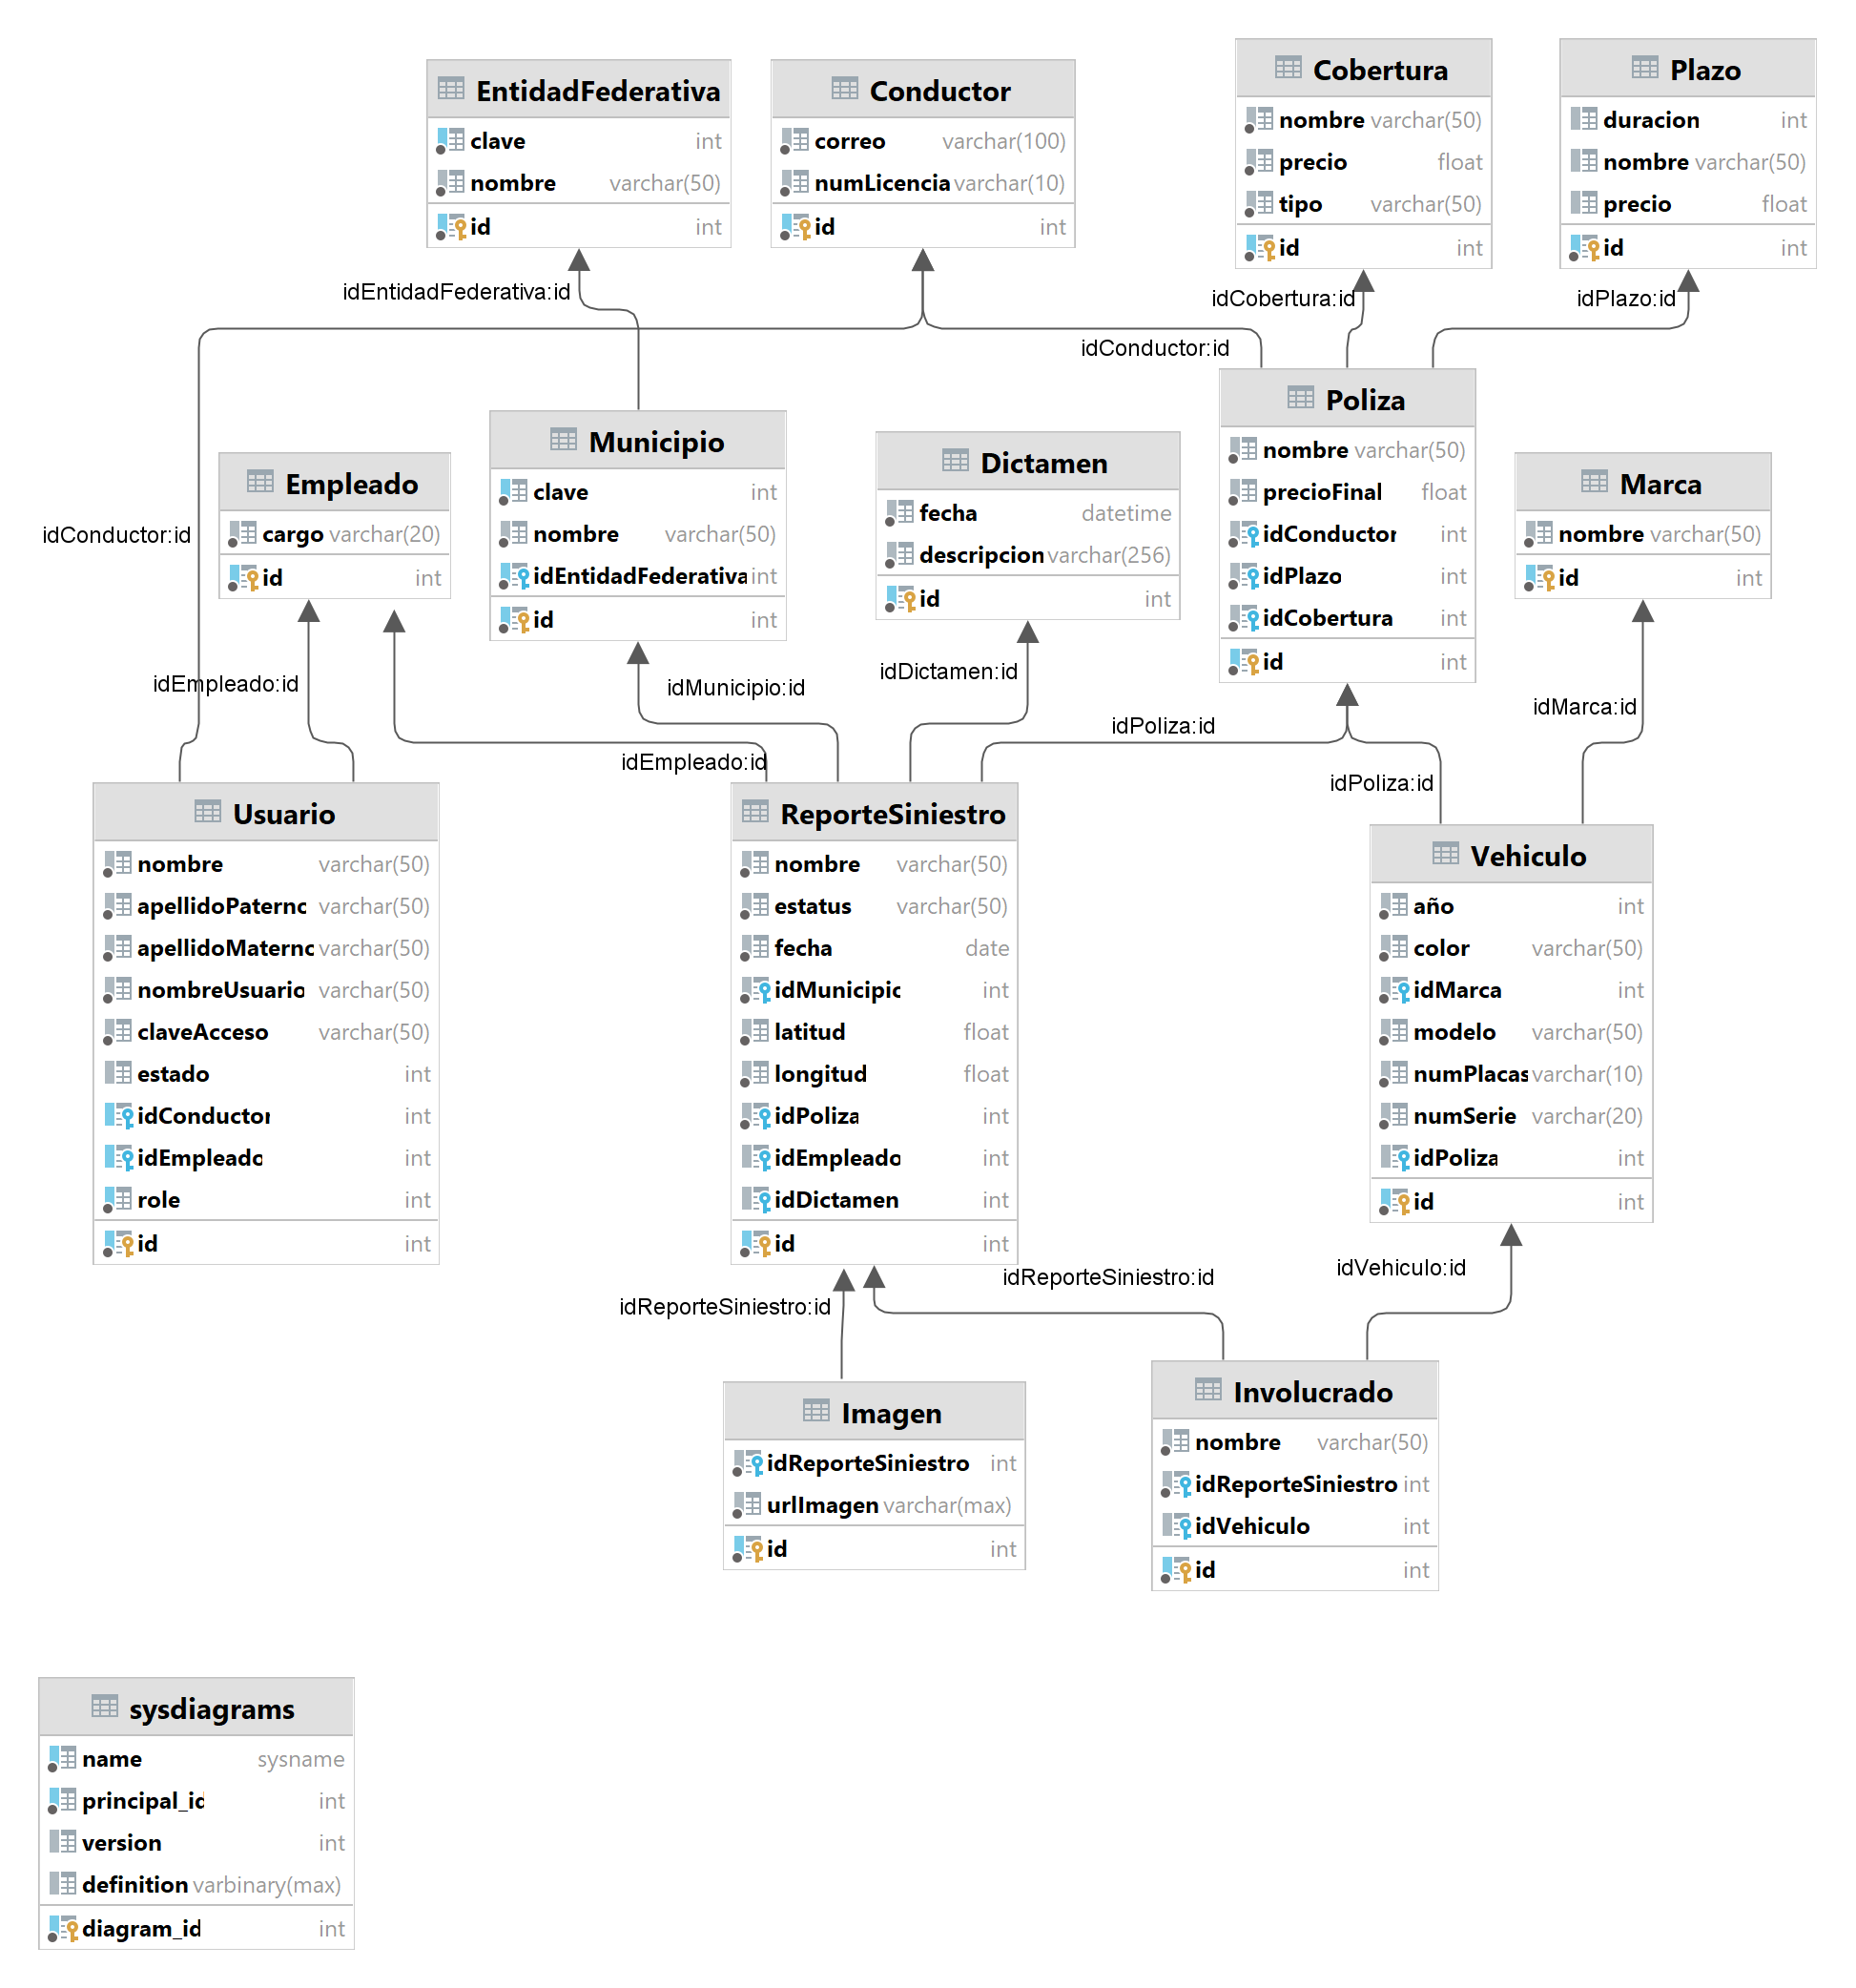 EntidadFederativa
clave int
nombre varchar(50)
id int
Conductor
correo varchar(100)
numLicencia varchar(10)
id int
Cobertura
nombre varchar(50)
precio float
tipo varchar(50)
id int
Plazo
duracion int
nombre varchar(50)
precio float
id int
idEntidadFederativa:id
idCobertura:id
idPlazo:id
idConductor:id
Poliza
nombre varchar(50)
precioFinal float
idConductor int
idPlazo int
idCobertura int
id int
Municipio
clave int
nombre varchar(50)
idEntidadFederativa int
id int
Dictamen
fecha datetime
descripcion varchar(256)
id int
Empleado
cargo varchar(20)
id int
Marca
nombre varchar(50)
id int
idConductor:id
idEmpleado:id
idMunicipio:id
idDictamen:id
idPoliza:id
idMarca:id
idEmpleado:id
idPoliza:id
Usuario
nombre varchar(50)
apellidoPaterno varchar(50)
apellidoMaterno varchar(50)
nombreUsuario varchar(50)
claveAcceso varchar(50)
estado int
idConductor int
idEmpleado int
role int
id int
ReporteSiniestro
nombre varchar(50)
estatus varchar(50)
fecha date
idMunicipio int
latitud float
longitud float
idPoliza int
idEmpleado int
idDictamen int
id int
Vehiculo
año int
color varchar(50)
idMarca int
modelo varchar(50)
numPlacas varchar(10)
numSerie varchar(20)
idPoliza int
id int
idReporteSiniestro:id
idReporteSiniestro:id
idVehiculo:id
Imagen
idReporteSiniestro int
urlImagen varchar(max)
id int
Involucrado
nombre varchar(50)
idReporteSiniestro int
idVehiculo int
id int
sysdiagrams
name sysname
principal_id int
version int
definition varbinary(max)
diagram_id int